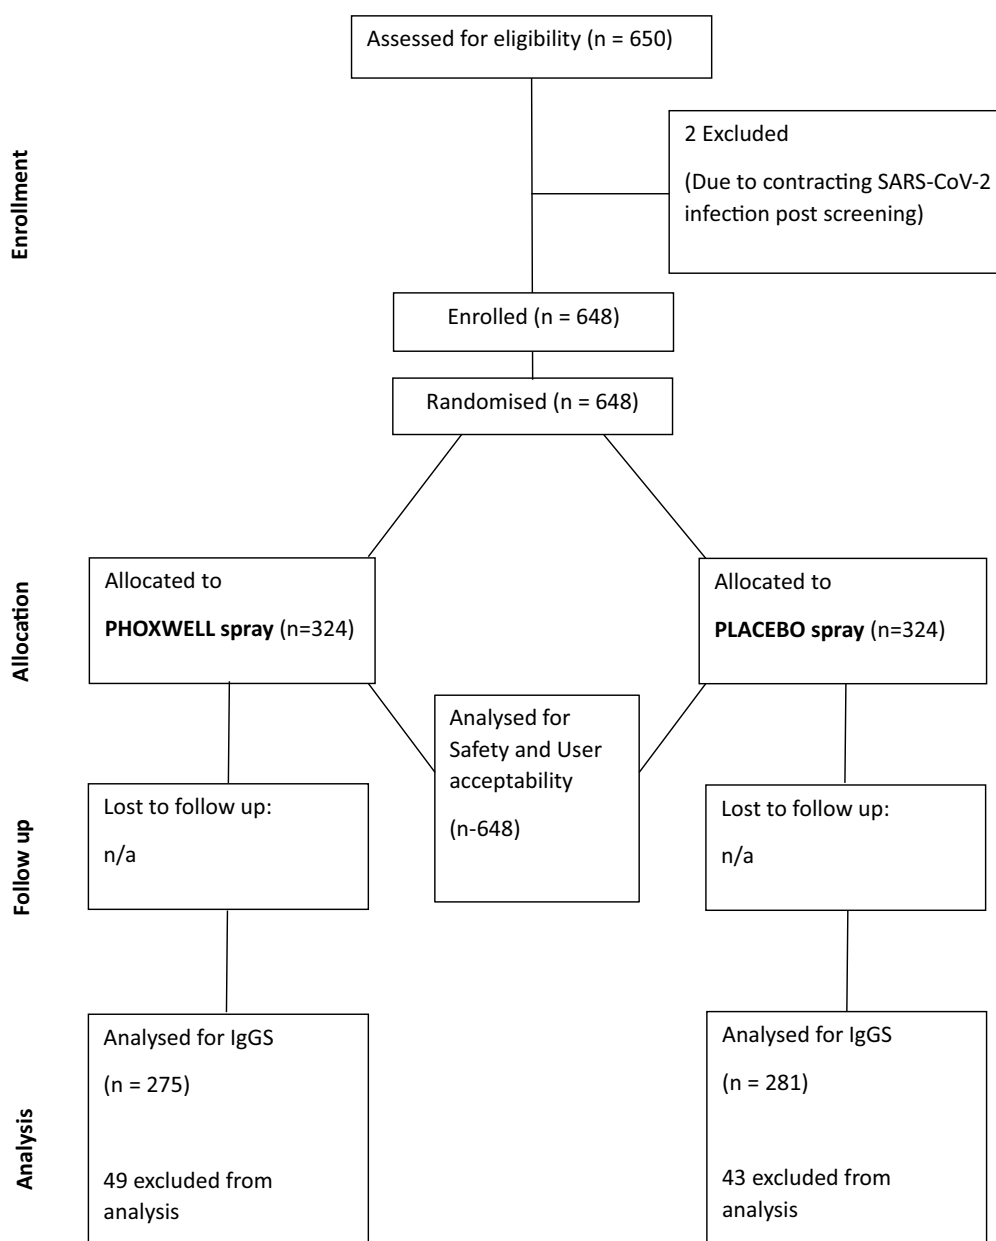 Assessed for eligibility (n = 650)
Enrollment
2 Excluded
(Due to contracting SARS-CoV-2
infection post screening)
Enrolled (n = 648)
Randomised (n = 648)
Allocation
Allocated to
PHOXWELL spray (n=324)
Allocated to
PLACEBO spray (n=324)
Analysed for
Safety and User
acceptability
(n-648)
Follow up
Lost to follow up:
n/a
Lost to follow up:
n/a
Analysis
Analysed for IgGS
(n = 275)
49 excluded from
analysis
Analysed for IgGS
(n = 281)
43 excluded from
analysis